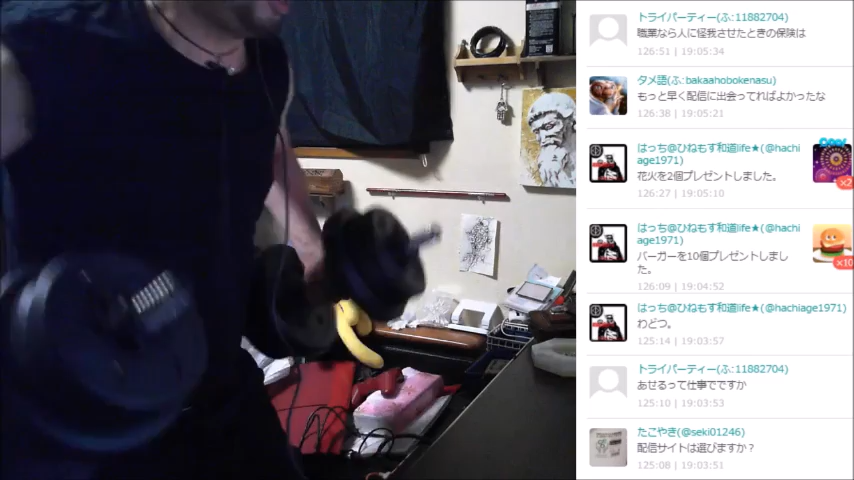 トライパーティー(ふ:11882704)
職業なら人に怪我させたときの保険は
126:51 | 19:05:34
タメ語(ふ:bakaahobokenasu)
もっと早く配信に出会ってればよかったな
126:38 | 19:05:21
はっち@ひねもす和道life★(@hachi
age1971)
花火を2個プレゼントしました。
×2
126:27 | 19:05:10
はっち@ひねもす和道life★(@hachi
age1971)
バーガーを10個プレゼントしまし
た。
×10
126:09 | 19:04:52
はっち@ひねもす和道life★(@hachiage1971)
わどつ。
125:14 | 19:03:57
トライパーティー(ふ:11882704)
あせるって仕事でですか
125:10 | 19:03:53
たこやき(@seki01246)
配信サイトは選びますか？
125:08 | 19:03:51